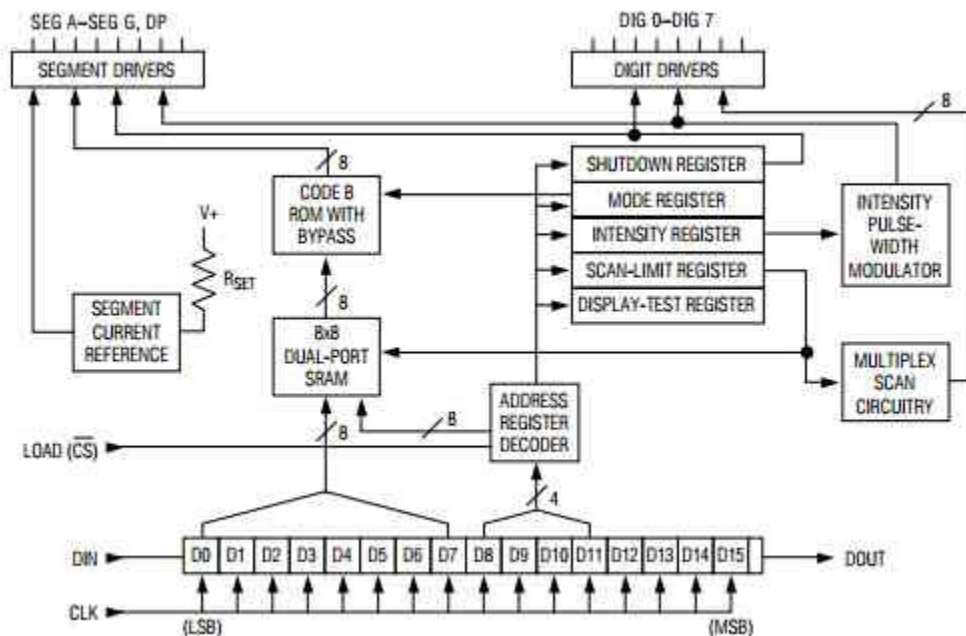 SEG A–SEG G, DP
DIG 0–DIG 7
SEGMENT DRIVERS
DIGIT DRIVERS
8
8
CODE B
ROM WITH
BYPASS
SHUTDOWN REGISTER
MODE REGISTER
INTENSITY REGISTER
SCAN-LIMIT REGISTER
DISPLAY-TEST REGISTER
INTENSITY
PULSE-
WIDTH
MODULATOR
V+
RSET
8
SEGMENT
CURRENT
REFERENCE
8x8
DUAL-PORT
SRAM
MULTIPLEX
SCAN
CIRCUITRY
ADDRESS
REGISTER
DECODER
8
8
LOAD (C̅S̅)
4
DIN
D0 D1 D2 D3 D4 D5 D6 D7 D8 D9 D10 D11 D12 D13 D14 D15
DOUT
CLK
(LSB)
(MSB)